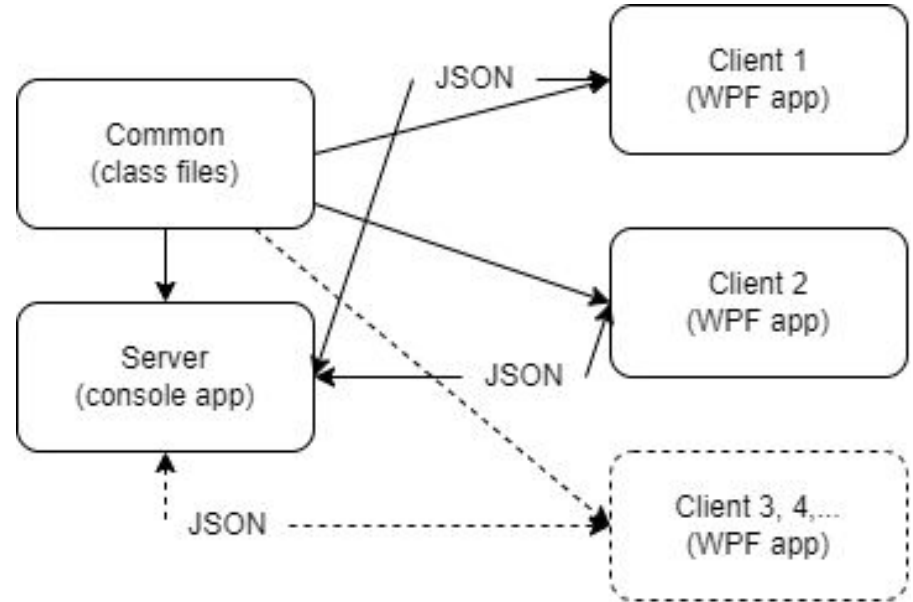 Common
(class files)
JSON
Client 1
(WPF app)
Client 2
(WPF app)
Server
(console app)
JSON
JSON
Client 3, 4,...
(WPF app)